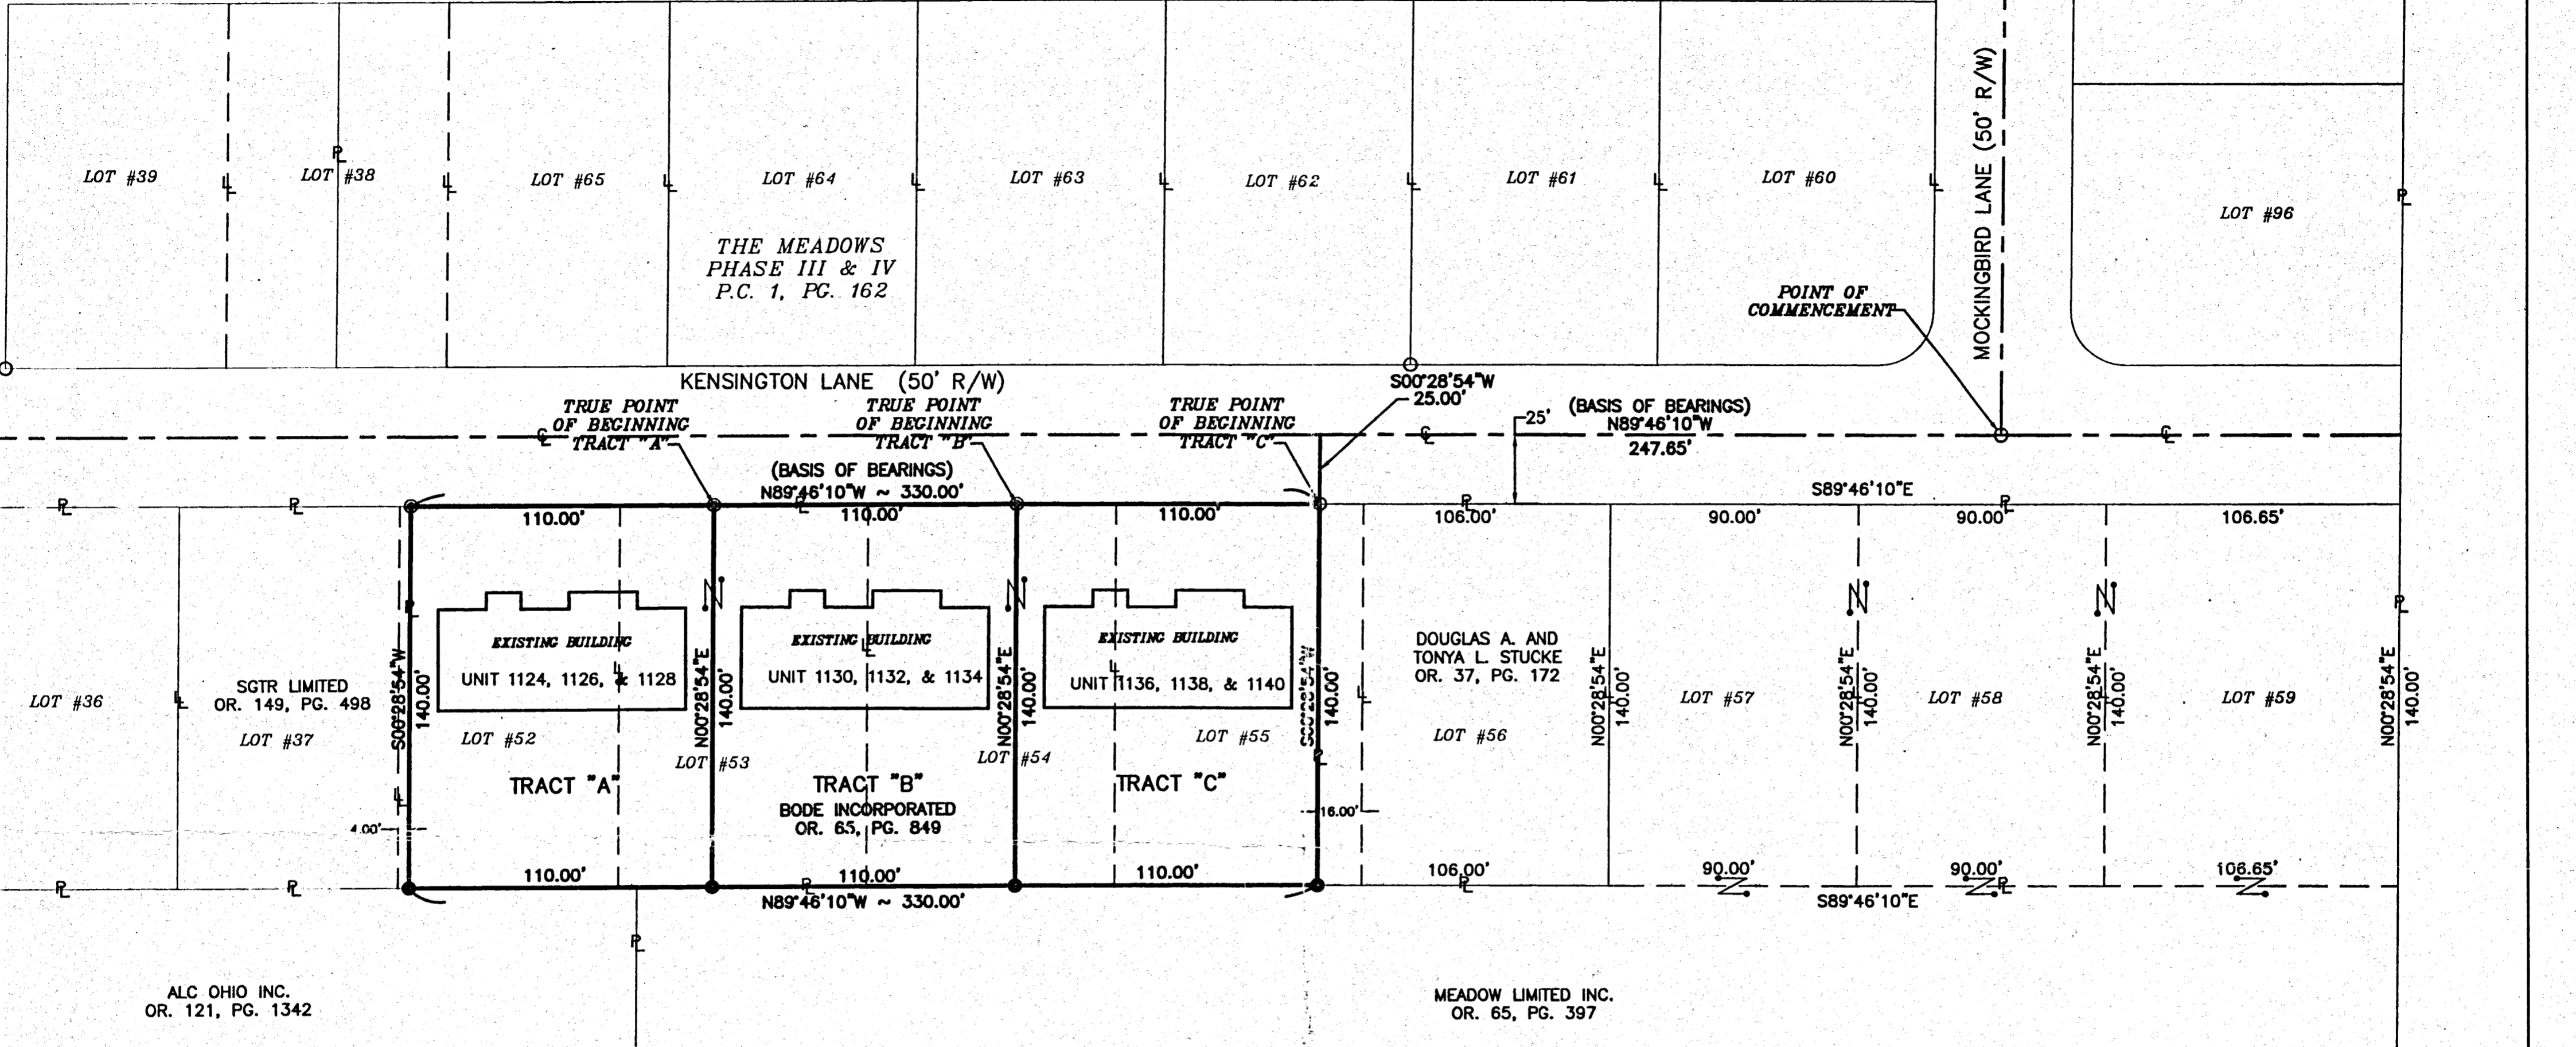 LOT #39
LOT #38
LOT #65
LOT #64
LOT #63
LOT #62
LOT #61
LOT #60
LOT #96
THE MEADOWS
PHASE III & IV
P.C. 1, PG. 162
MOCKINGBIRD LANE (50' R/W)
POINT OF
COMMENCEMENT
KENSINGTON LANE (50' R/W)
TRUE POINT
OF BEGINNING
TRACT "A"
TRUE POINT
OF BEGINNING
TRACT "B"
TRUE POINT
OF BEGINNING
TRACT "C"
S00°28'54"W
25.00'
25'
(BASIS OF BEARINGS)
N89°46'10"W
247.65'
(BASIS OF BEARINGS)
N89°46'10"W ~ 330.00'
S89°46'10"E
110.00'
110.00'
110.00'
106.00'
90.00'
90.00'
106.65'
EXISTING BUILDING
UNIT 1124, 1126, & 1128
EXISTING BUILDING
UNIT 1130, 1132, & 1134
EXISTING BUILDING
UNIT 1136, 1138, & 1140
DOUGLAS A. AND
TONYA L. STUCKE
OR. 37, PG. 172
SGTR LIMITED
OR. 149, PG. 498
LOT #36
LOT #37
S00°28'54"W
140.00'
N00°28'54"E
140.00'
N00°28'54"E
140.00'
S00°28'54"W
140.00'
N00°28'54"E
140.00'
N00°28'54"E
140.00'
N00°28'54"E
140.00'
N00°28'54"E
140.00'
LOT #52
LOT #53
LOT #54
LOT #55
LOT #56
LOT #57
LOT #58
LOT #59
TRACT "A"
TRACT "B"
BODE INCORPORATED
OR. 65, PG. 849
TRACT "C"
4.00'
16.00'
110.00'
110.00'
110.00'
106.00'
90.00'
90.00'
106.65'
N89°46'10"W ~ 330.00'
S89°46'10"E
ALC OHIO INC.
OR. 121, PG. 1342
MEADOW LIMITED INC.
OR. 65, PG. 397